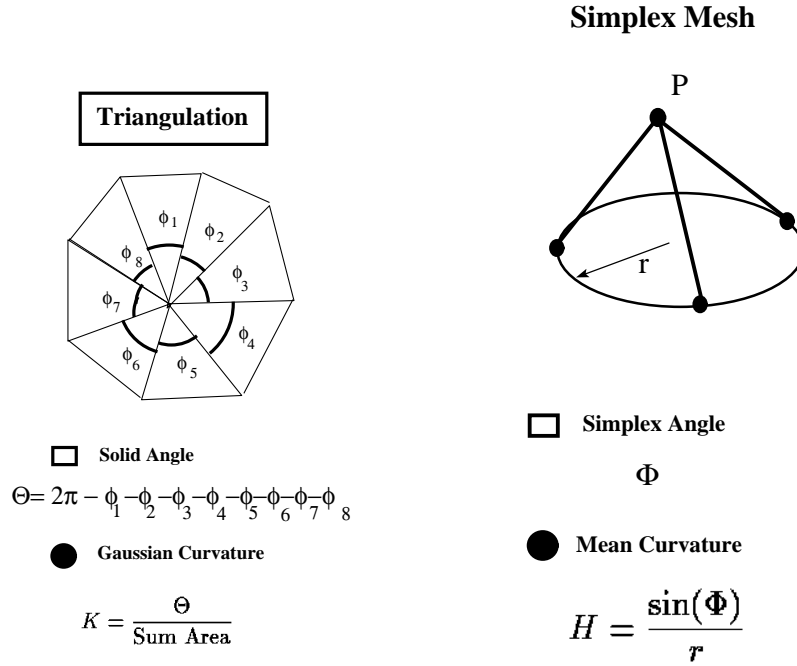 Simplex Mesh
Triangulation
P
r
ϕ1
ϕ2
ϕ3
ϕ4
ϕ5
ϕ6
ϕ7
ϕ8
Solid Angle
Θ= 2π − ϕ1 −ϕ2 −ϕ3 −ϕ4 −ϕ5 −ϕ6 −ϕ7 −ϕ8
Gaussian Curvature
K = Θ / Sum Area
Simplex Angle
Φ
Mean Curvature
H = sin(Φ) / r